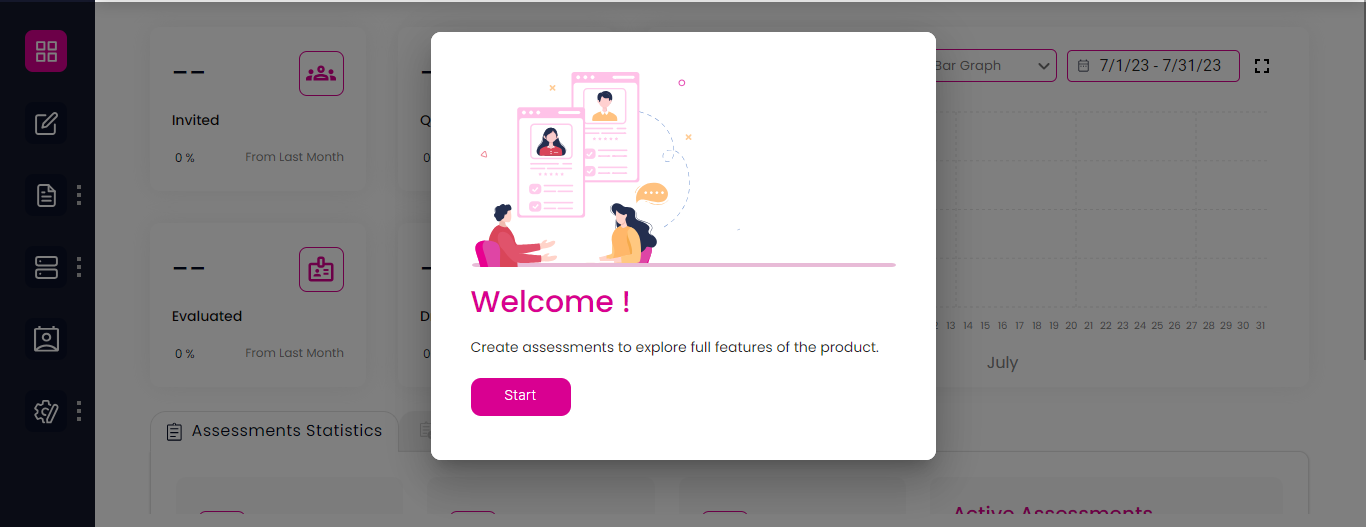 --
Invited
0 %
From Last Month
Bar Graph
7/1/23 - 7/31/23
--
Evaluated
0 %
From Last Month
0
0
Welcome !
Create assessments to explore full features of the product.
Start
13 14 15 16 17 18 19 20 21 22 23 24 25 26 27 28 29 30 31
July
Assessments Statistics
Active Assessments